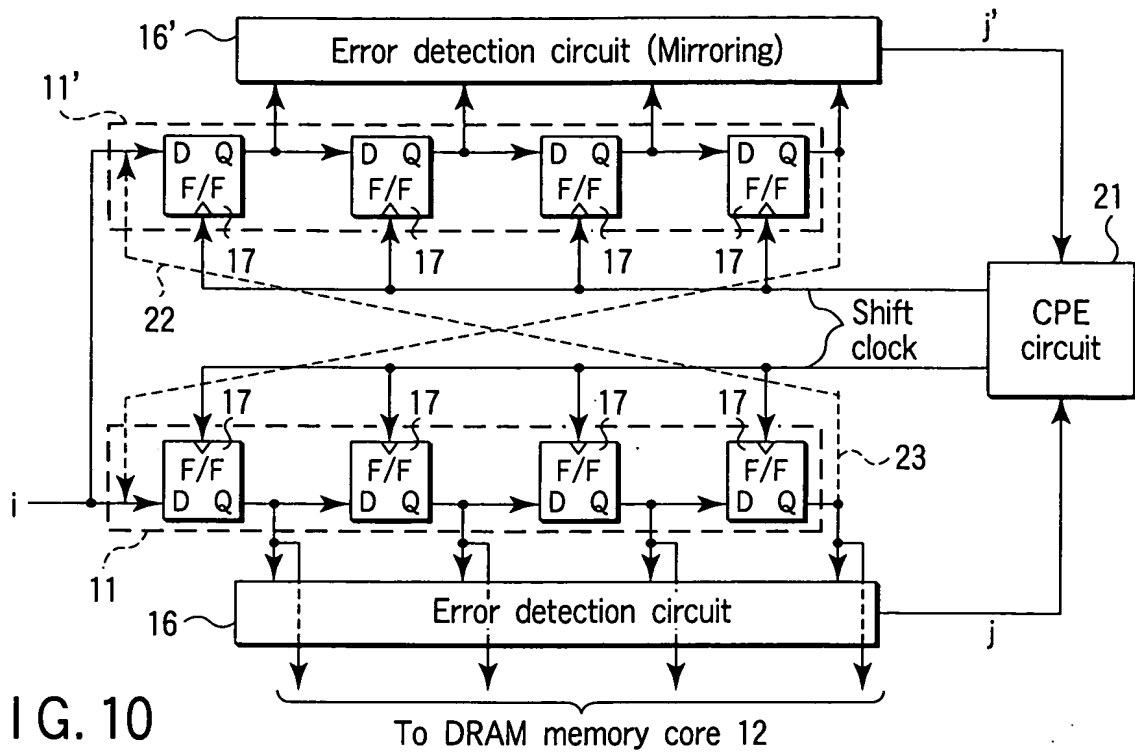 16'
Error detection circuit (Mirroring)
j'
11'
D Q
F/F
D Q
F/F
D Q
F/F
D Q
F/F
17
17
17
17
21
22
Shift
clock
CPE
circuit
17
17
17
17
F/F
D Q
F/F
D Q
F/F
D Q
F/F
D Q
23
i
11
16
Error detection circuit
j
To DRAM memory core 12
IG. 10